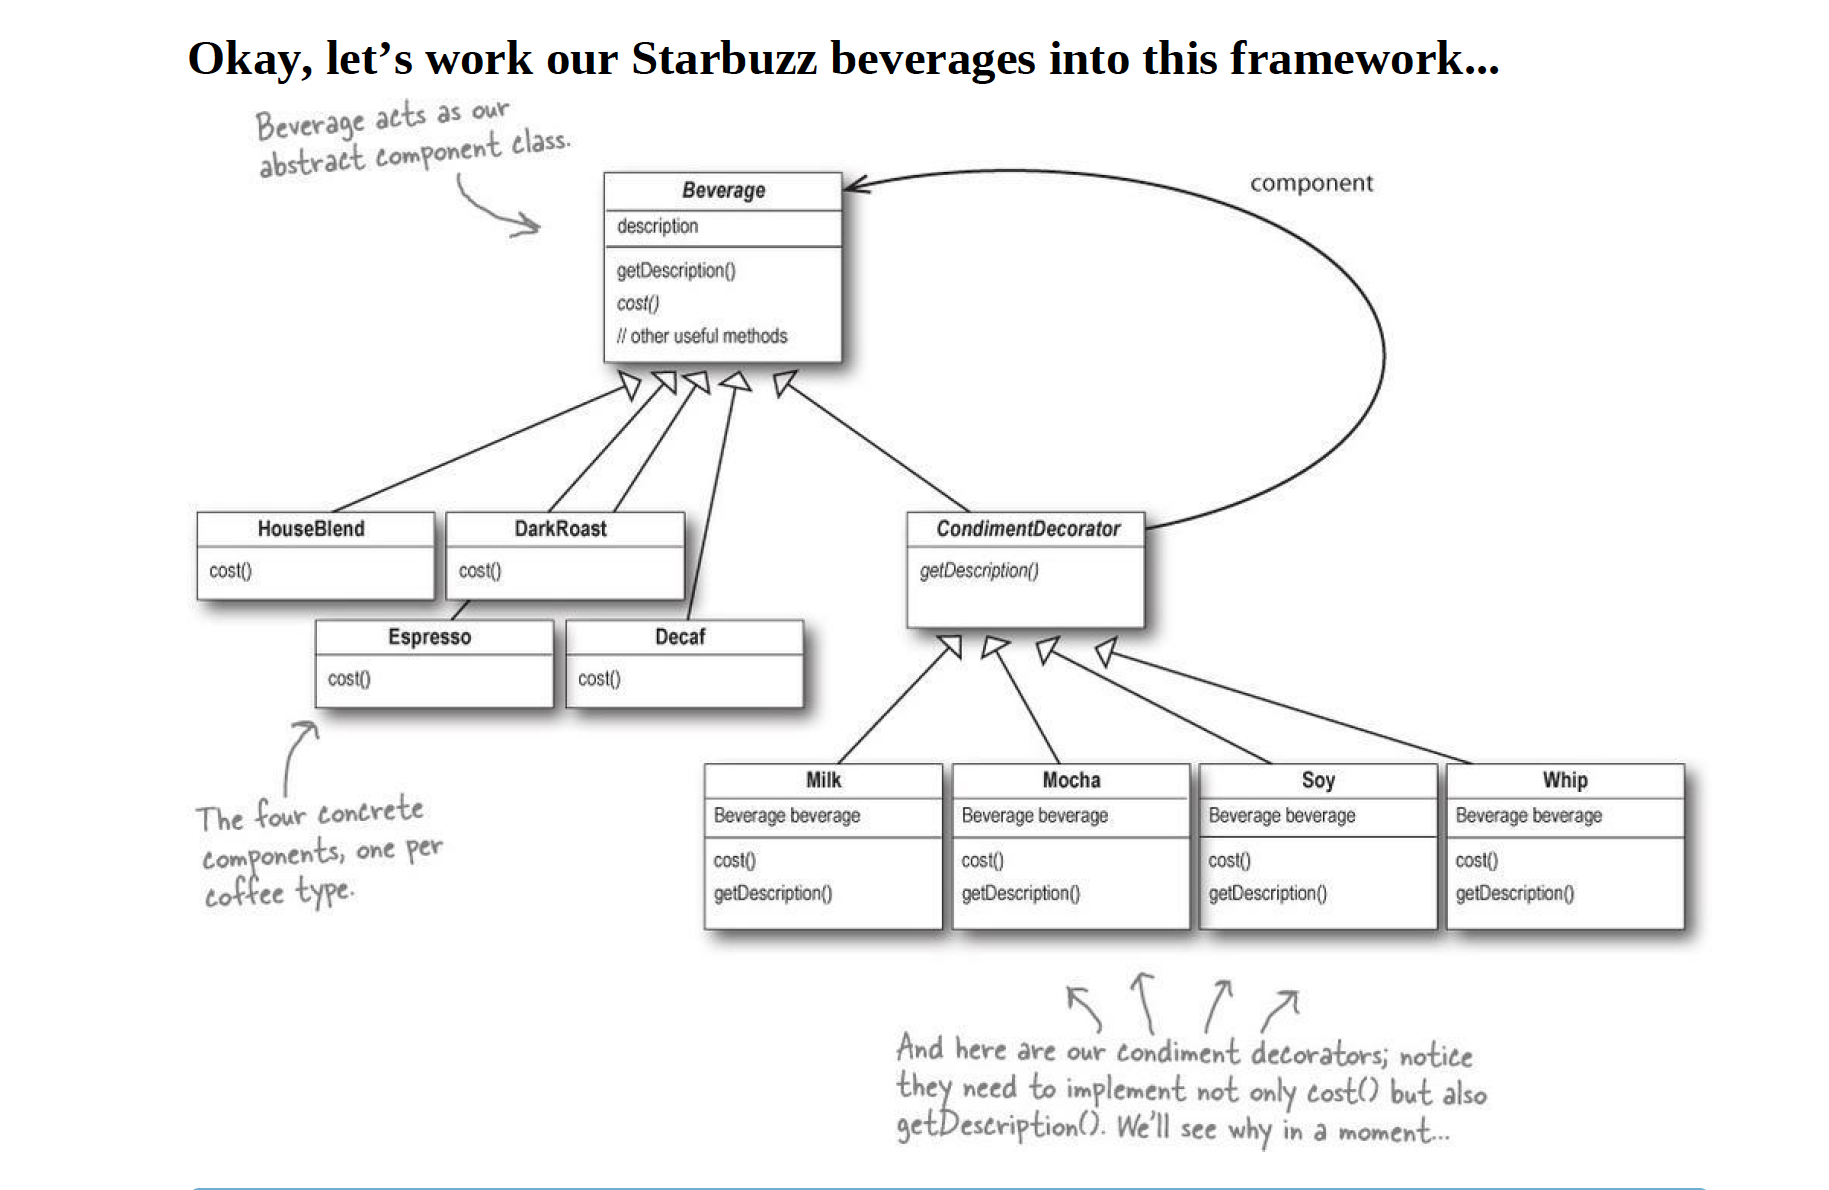 Okay, let’s work our Starbuzz beverages into this framework...
Beverage acts as our
abstract component class.
component
Beverage
description
getDescription()
cost()
// other useful methods
HouseBlend
cost()
DarkRoast
cost()
Espresso
cost()
Decaf
cost()
CondimentDecorator
getDescription()
The four concrete
components, one per
coffee type.
Milk
Beverage beverage
cost()
getDescription()
Mocha
Beverage beverage
cost()
getDescription()
Soy
Beverage beverage
cost()
getDescription()
Whip
Beverage beverage
cost()
getDescription()
And here are our condiment decorators; notice
they need to implement not only cost() but also
getDescription(). We'll see why in a moment...